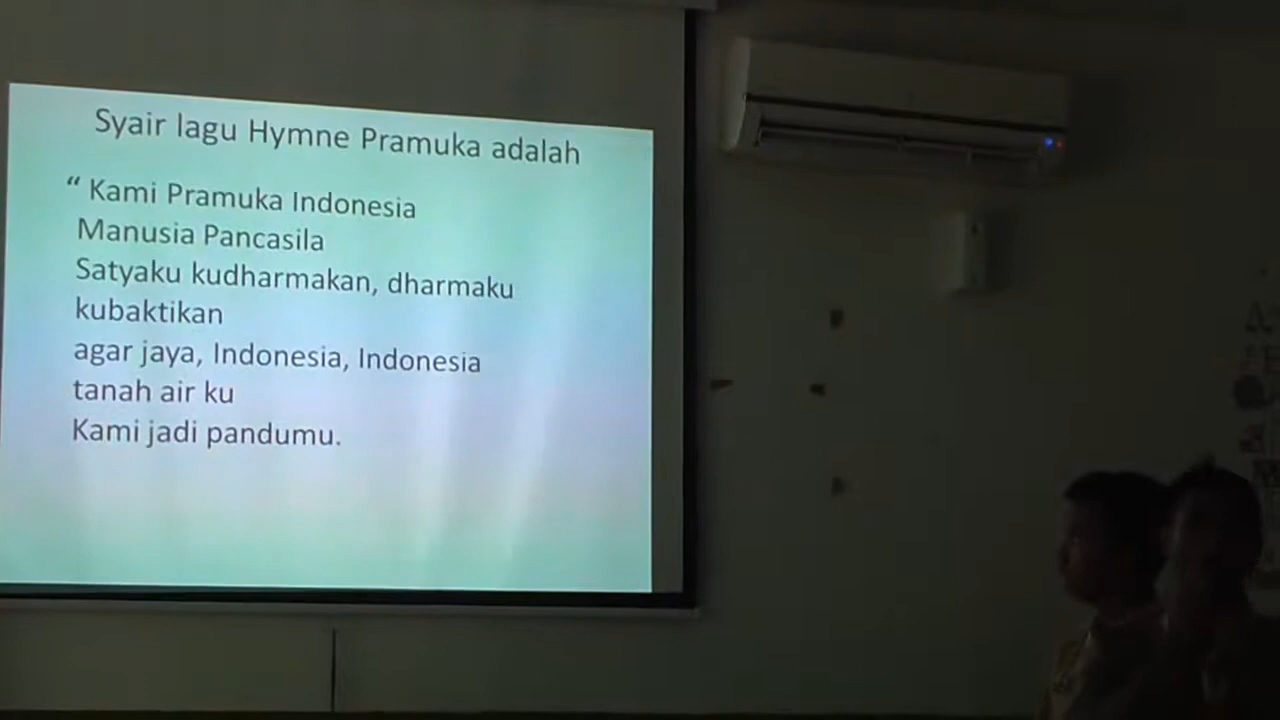 Syair lagu Hymne Pramuka adalah
“ Kami Pramuka Indonesia
Manusia Pancasila
Satyaku kudharmakan, dharmaku
kubaktikan
agar jaya, Indonesia, Indonesia
tanah air ku
Kami jadi pandumu.